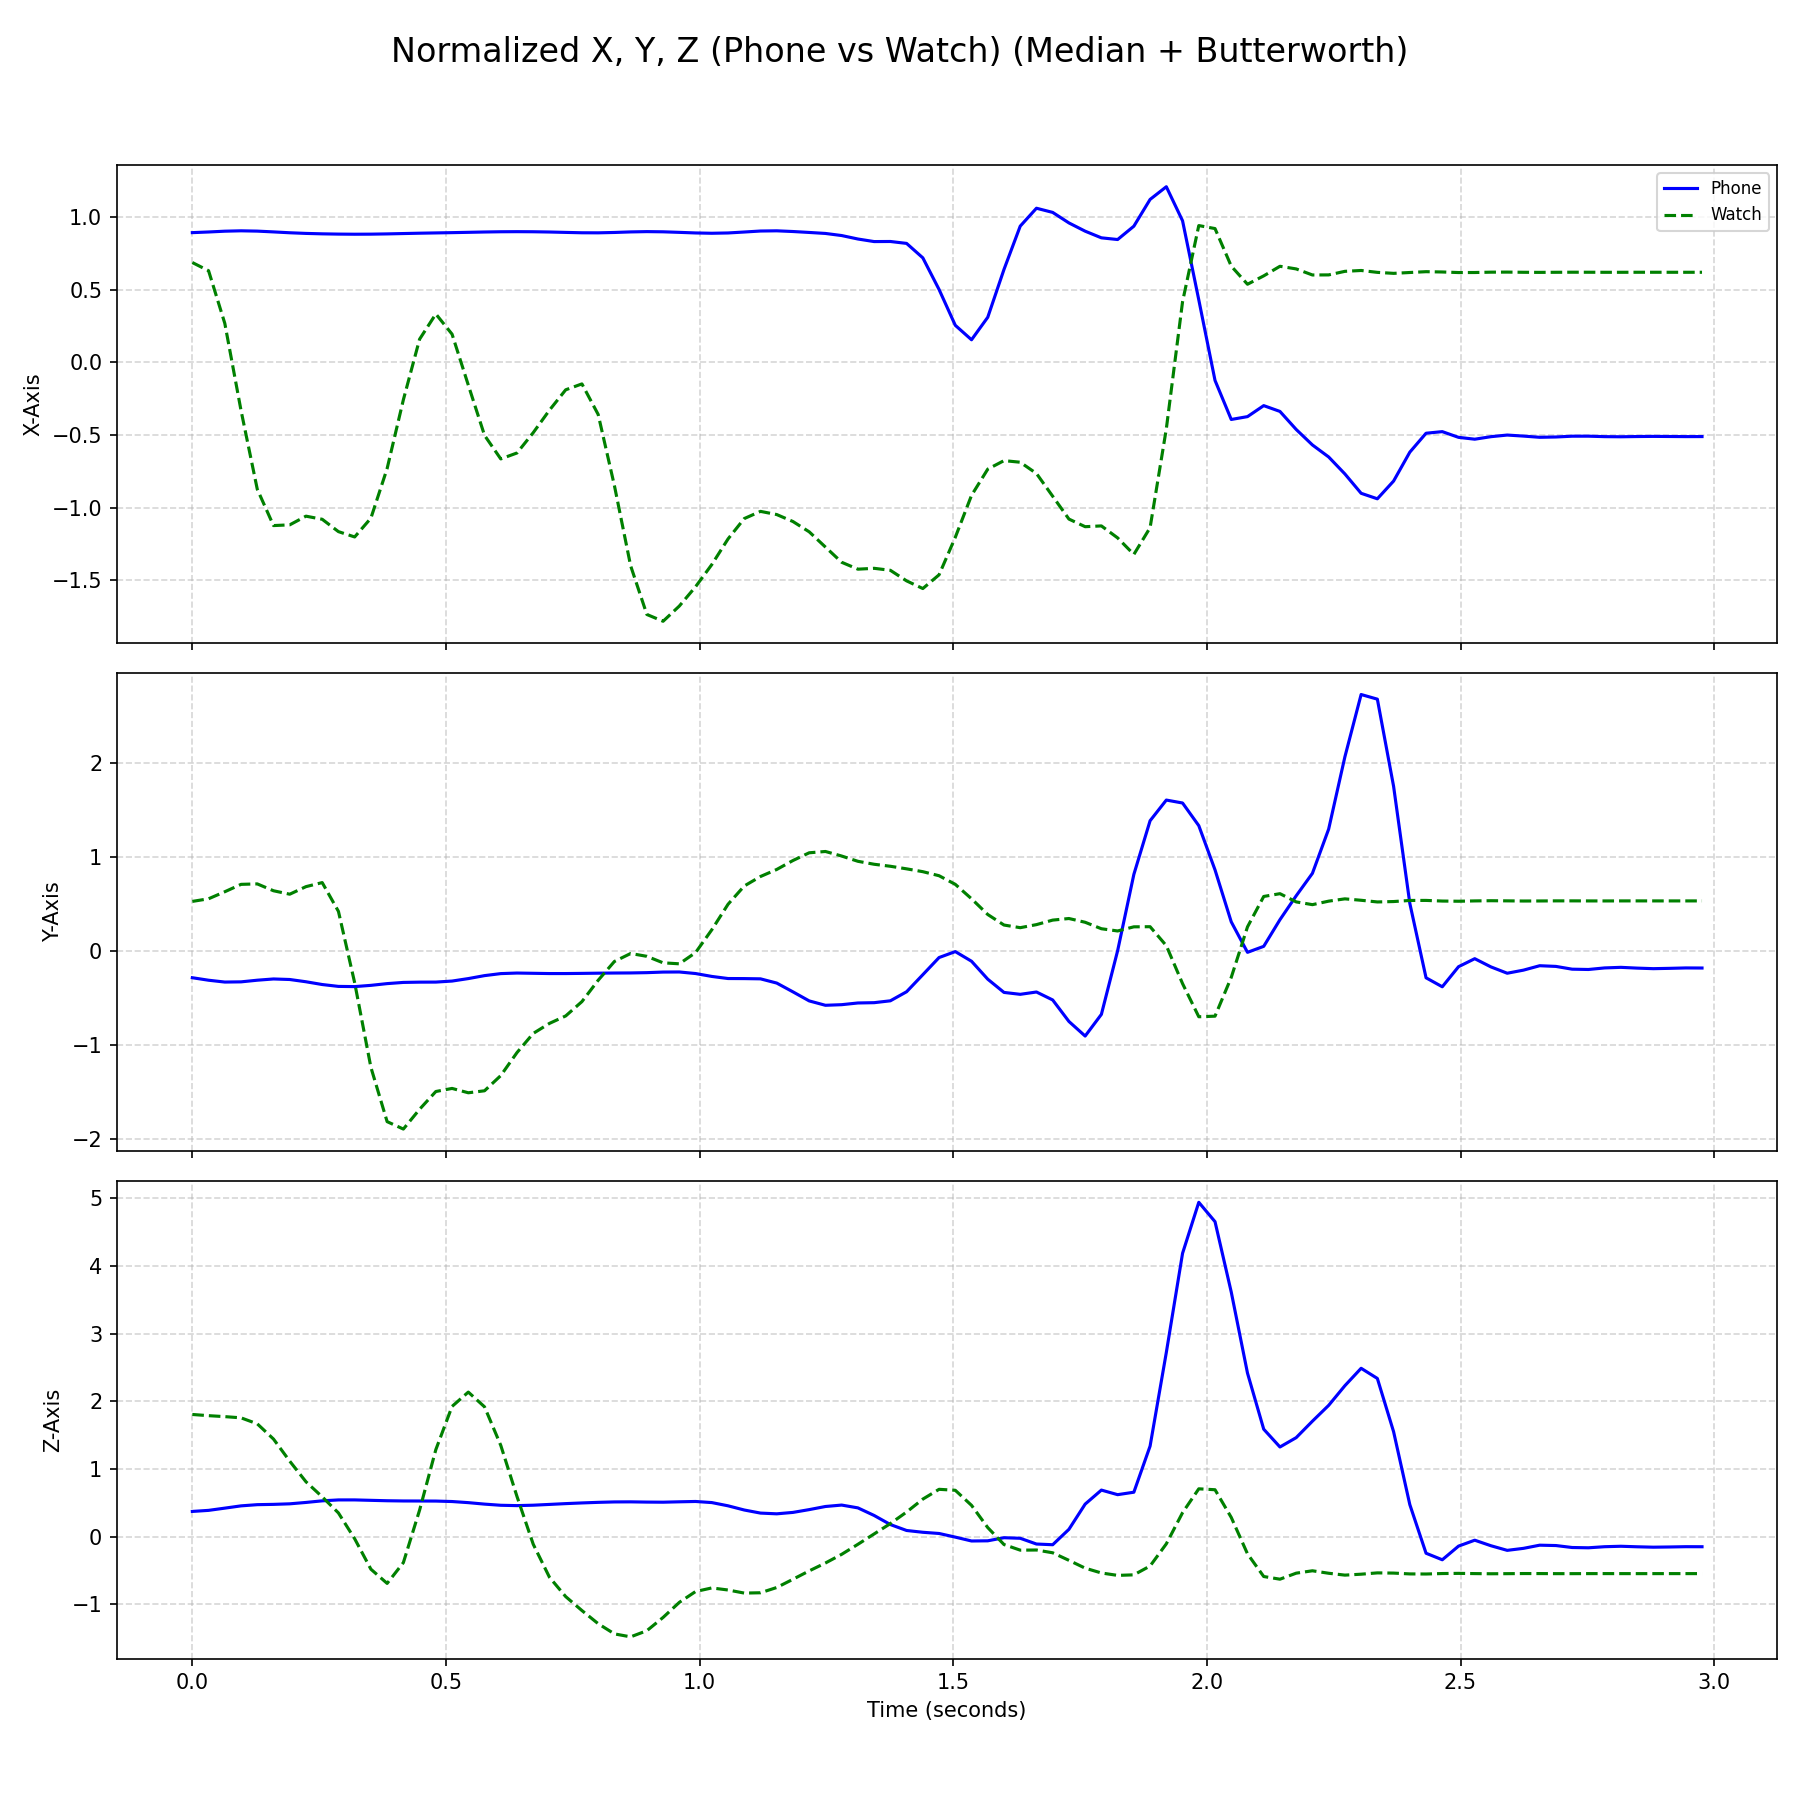 Normalized X, Y, Z (Phone vs Watch) (Median + Butterworth)
Phone
Watch
1.0
0.5
0.0
−0.5
−1.0
−1.5
X-Axis
2
1
0
−1
−2
Y-Axis
5
4
3
2
1
0
−1
Z-Axis
0.0 0.5 1.0 1.5 2.0 2.5 3.0
Time (seconds)